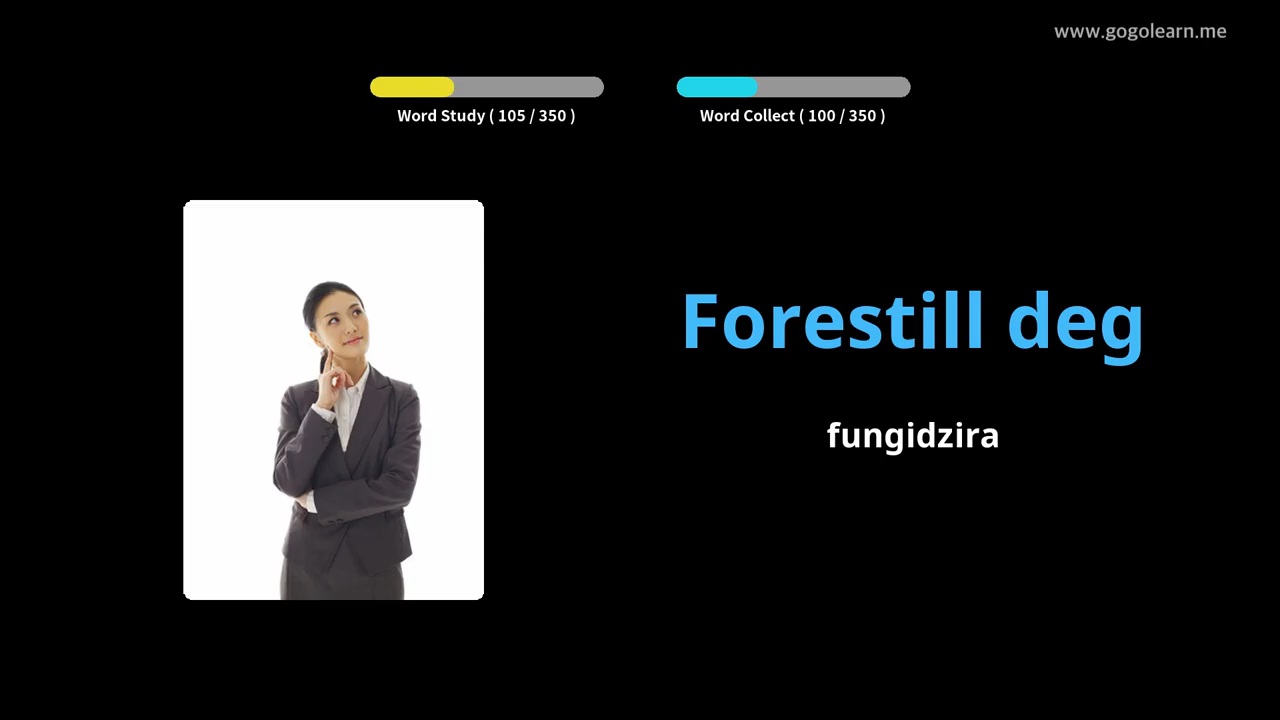 www.gogolearn.me
Word Study ( 105 / 350 )
Word Collect ( 100 / 350 )
Forestill deg
fungidzira